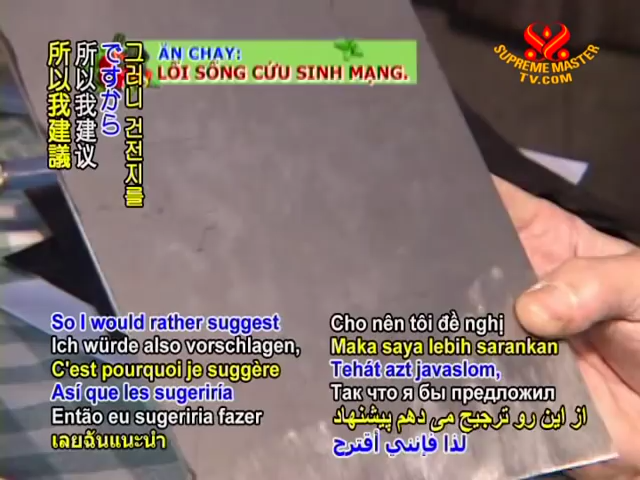 ĂN CHAY:
LỐI SỐNG CỨU SINH MẠNG.
SUPREME MASTER
TV.COM
그러니 건전지를
ですから
所以我建议
所以我建議
So I would rather suggest
Ich würde also vorschlagen,
C'est pourquoi je suggère
Así que les sugeriría
Então eu sugeriria fazer
เลยฉันแนะนำ
Cho nên tôi đề nghị
Maka saya lebih sarankan
Tehát azt javaslom,
Так что я бы предложил
از این رو ترجیح می دهم پیشنهاد
لذا فإنني أقترح